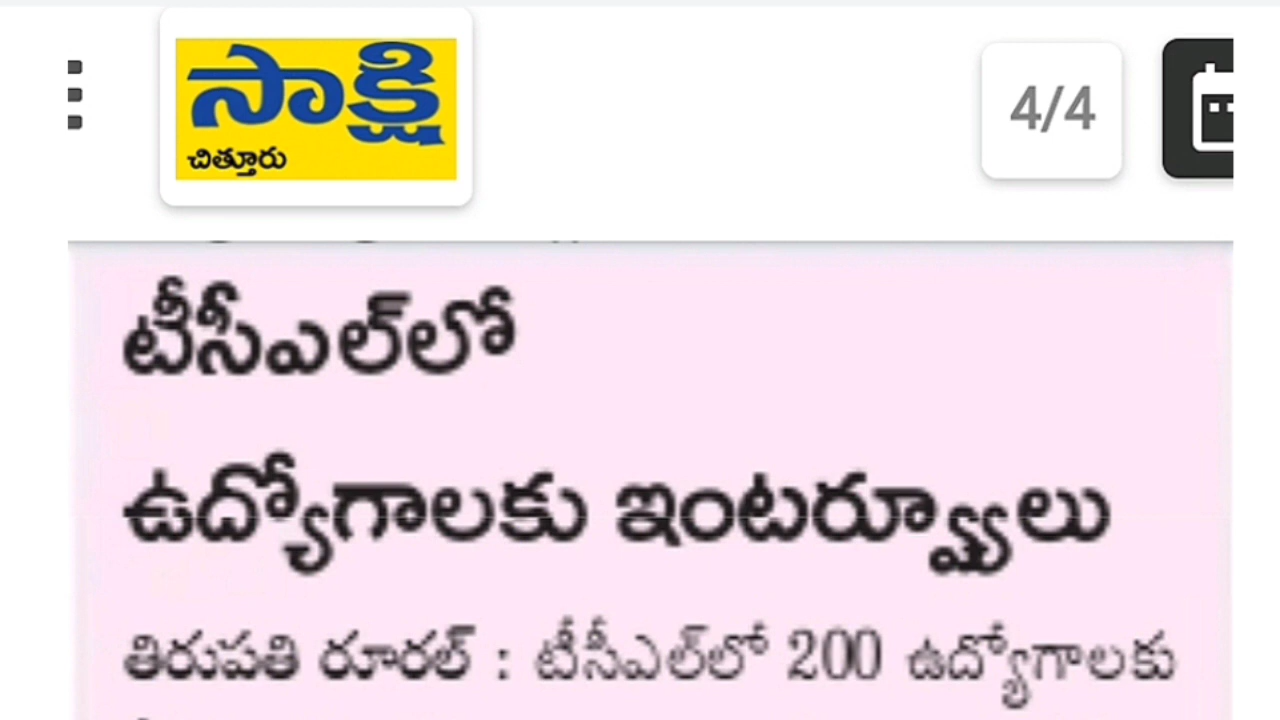 సాక్షి
చిత్తూరు
4/4
టీసీఎల్‌లో
ఉద్యోగాలకు ఇంటర్వ్యూలు
తిరుపతి రూరల్ : టీసీఎల్‌లో 200 ఉద్యోగాలకు